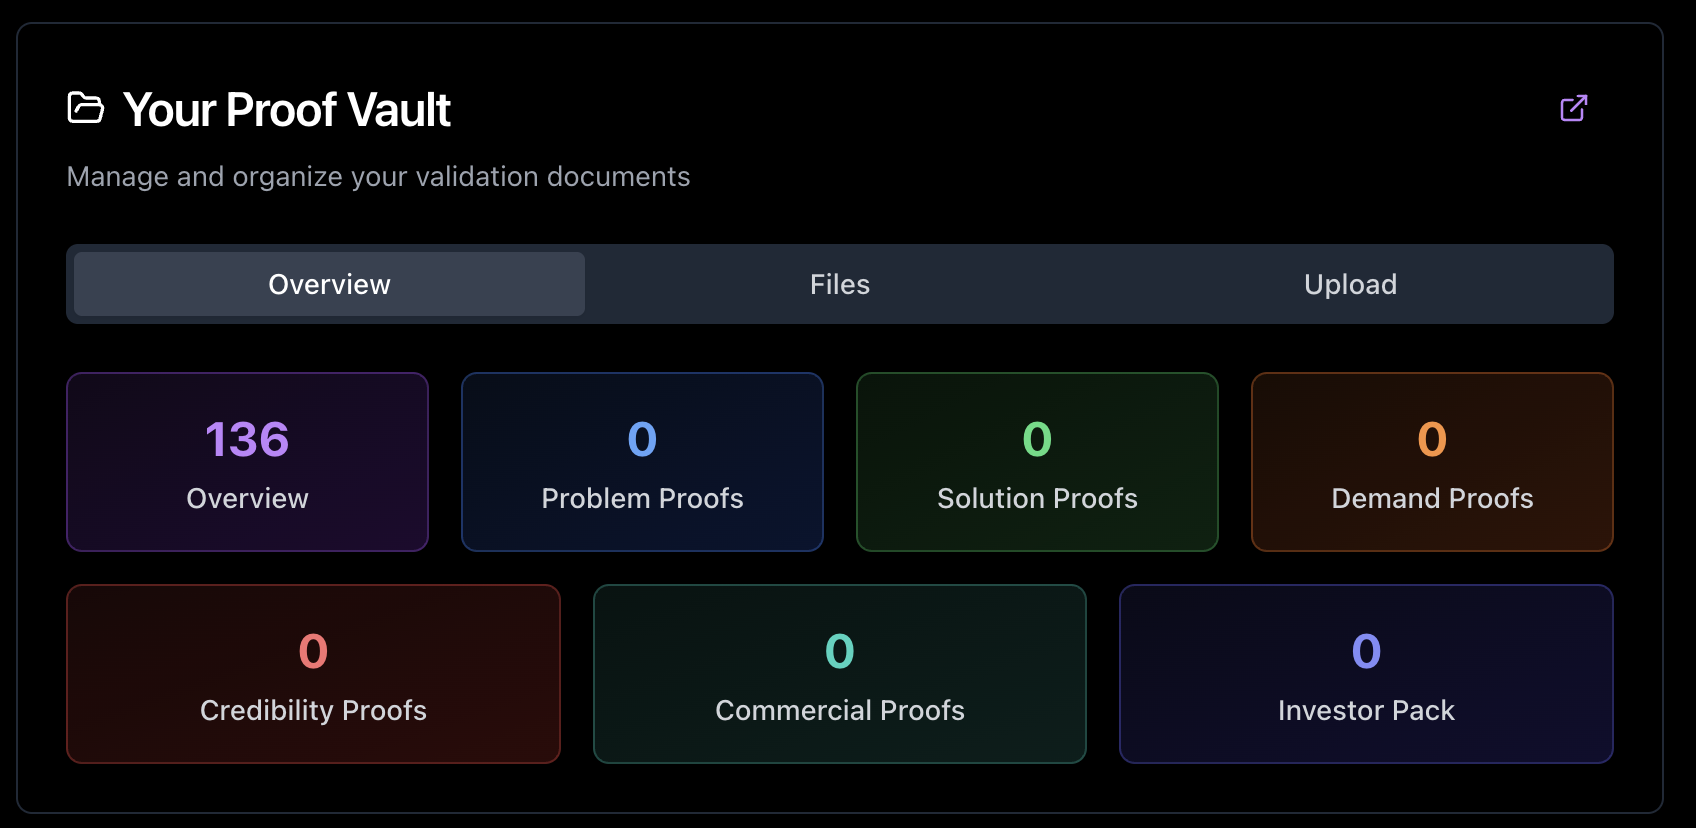 Your Proof Vault
Manage and organize your validation documents
Overview Files Upload
136 0 0 0
Overview Problem Proofs Solution Proofs Demand Proofs
0 0 0
Credibility Proofs Commercial Proofs Investor Pack